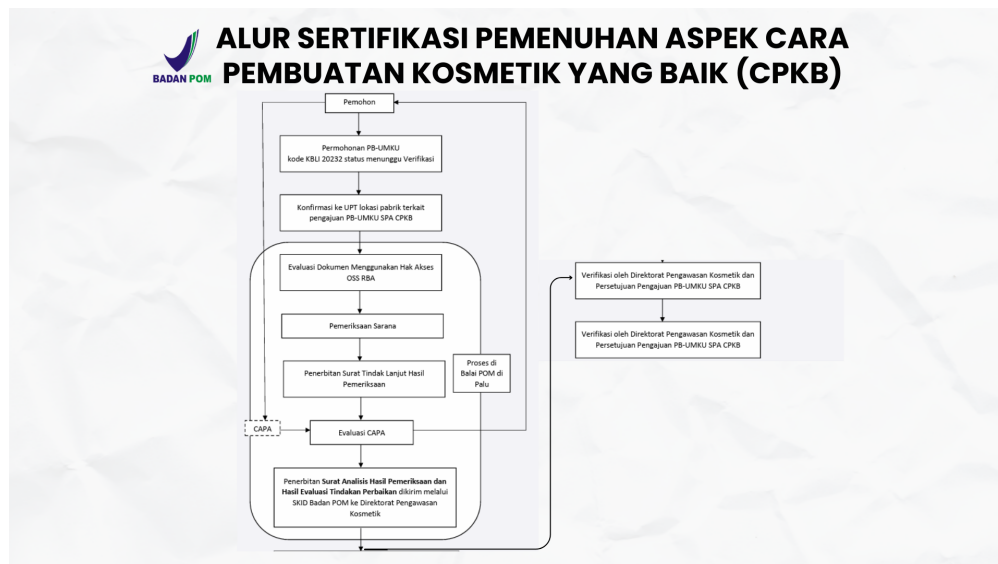 ALUR SERTIFIKASI PEMENUHAN ASPEK CARA
PEMBUATAN KOSMETIK YANG BAIK (CPKB)
BADAN POM
Pemohon
Permohonan PB-UMKU
kode KBLI 20232 status menunggu Verifikasi
Konfirmasi ke UPT lokasi pabrik terkait
pengajuan PB-UMKU SPA CPKB
Evaluasi Dokumen Menggunakan Hak Akses
OSS RBA
Pemeriksaan Sarana
Penerbitan Surat Tindak Lanjut Hasil
Pemeriksaan
Proses di
Balai POM di
Palu
CAPA
Evaluasi CAPA
Penerbitan Surat Analisis Hasil Pemeriksaan dan
Hasil Evaluasi Tindakan Perbaikan dikirim melalui
SKID Badan POM ke Direktorat Pengawasan
Kosmetik
Verifikasi oleh Direktorat Pengawasan Kosmetik dan
Persetujuan Pengajuan PB-UMKU SPA CPKB
Verifikasi oleh Direktorat Pengawasan Kosmetik dan
Persetujuan Pengajuan PB-UMKU SPA CPKB